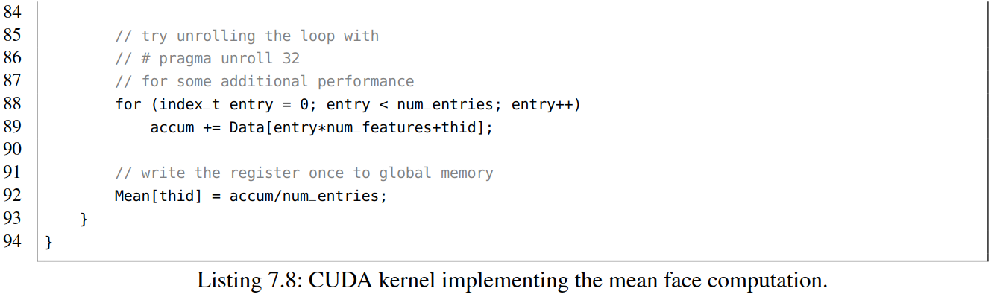 84
85 // try unrolling the loop with
86 // # pragma unroll 32
87 // for some additional performance
88 for (index_t entry = 0; entry < num_entries; entry++)
89 accum += Data[entry*num_features+thid];
90
91 // write the register once to global memory
92 Mean[thid] = accum/num_entries;
93 }
94 }
Listing 7.8: CUDA kernel implementing the mean face computation.